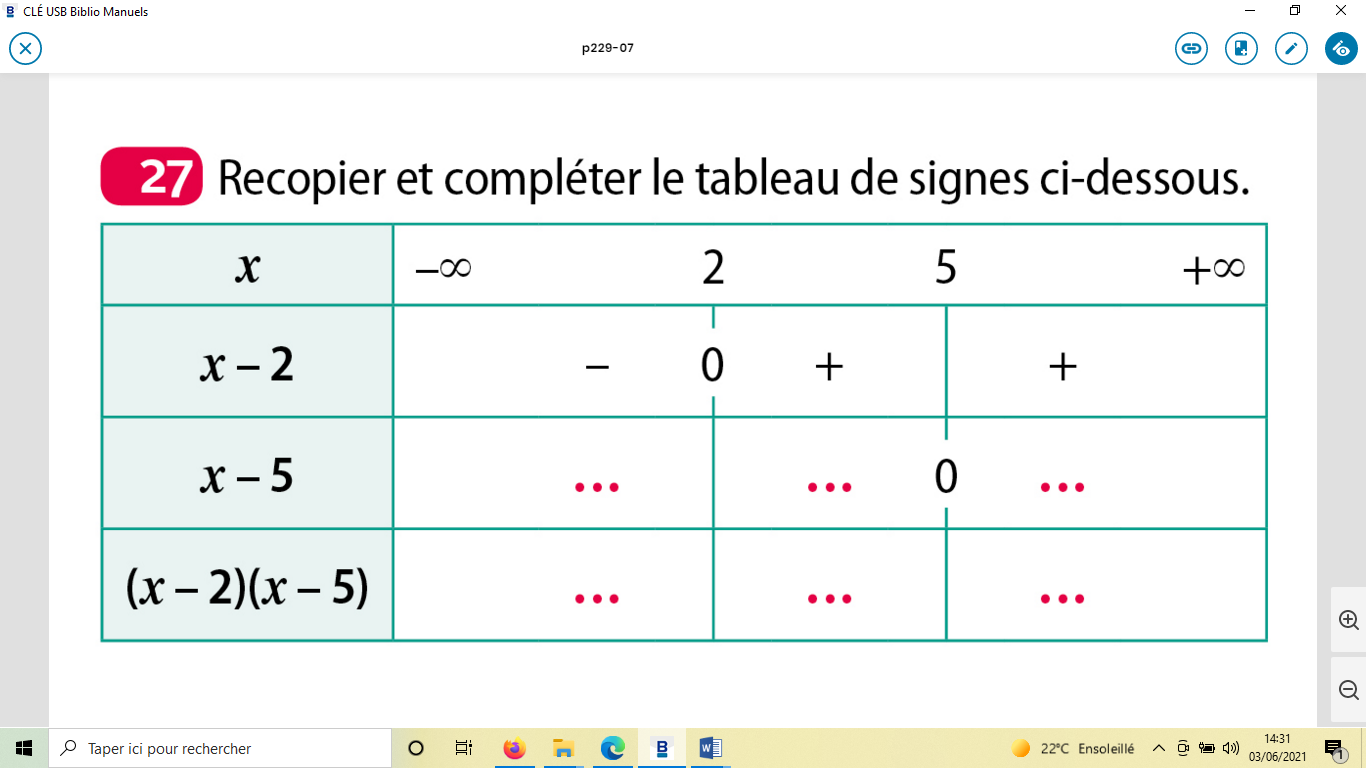 CLÉ USB Biblio Manuels
p229-07
27 Recopier et compléter le tableau de signes ci-dessous.
x –∞ 2 5 +∞
x – 2 – 0 + +
x – 5 ... ... 0 ...
(x – 2)(x – 5) ... ... ...
Taper ici pour rechercher
22°C Ensoleillé
14:31
03/06/2021
1